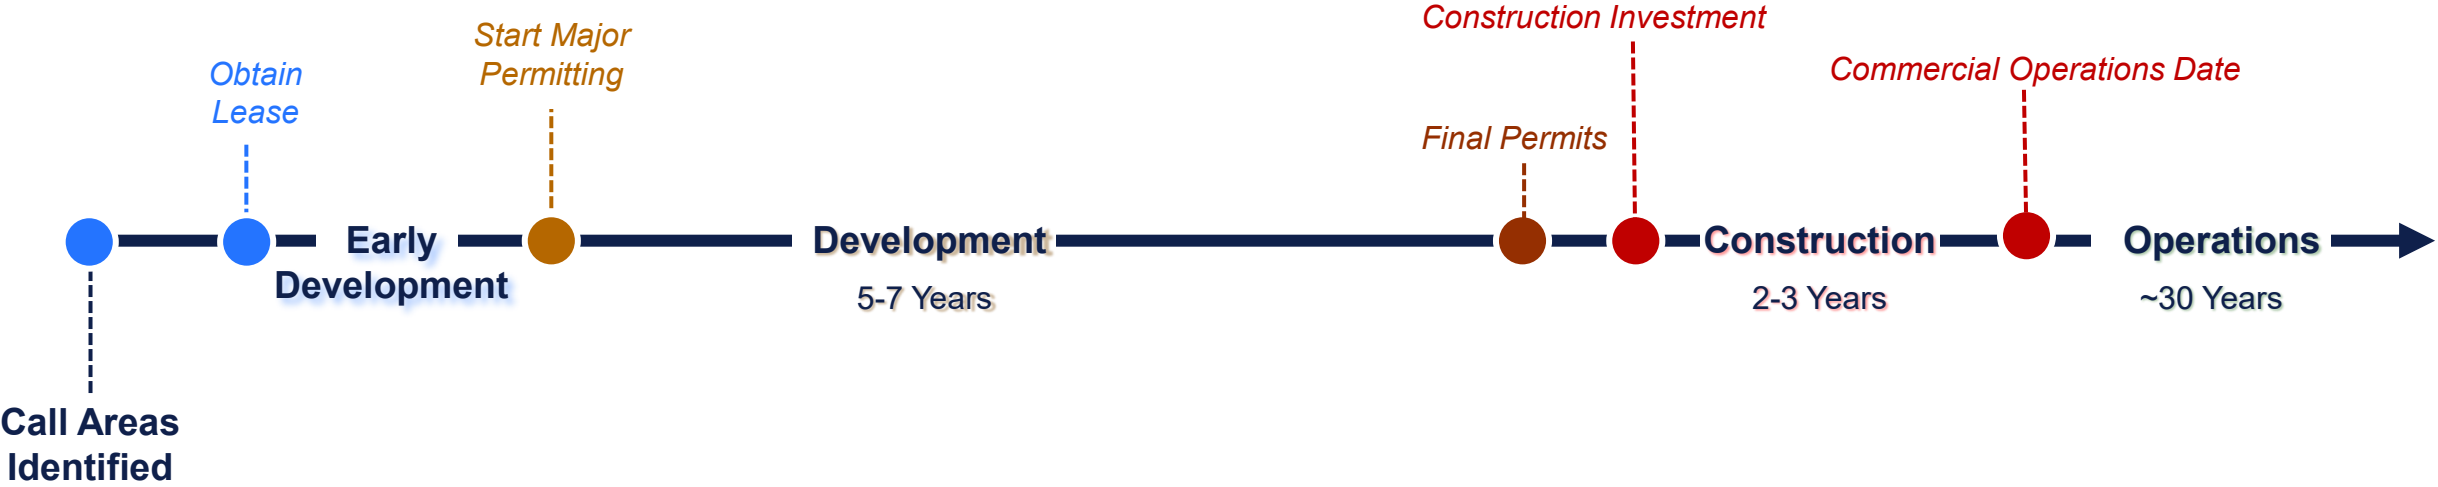 Construction Investment
Start Major
Permitting
Obtain
Lease
Commercial Operations Date
Final Permits
Early
Development
Development
5-7 Years
Construction
2-3 Years
Operations
~30 Years
Call Areas
Identified